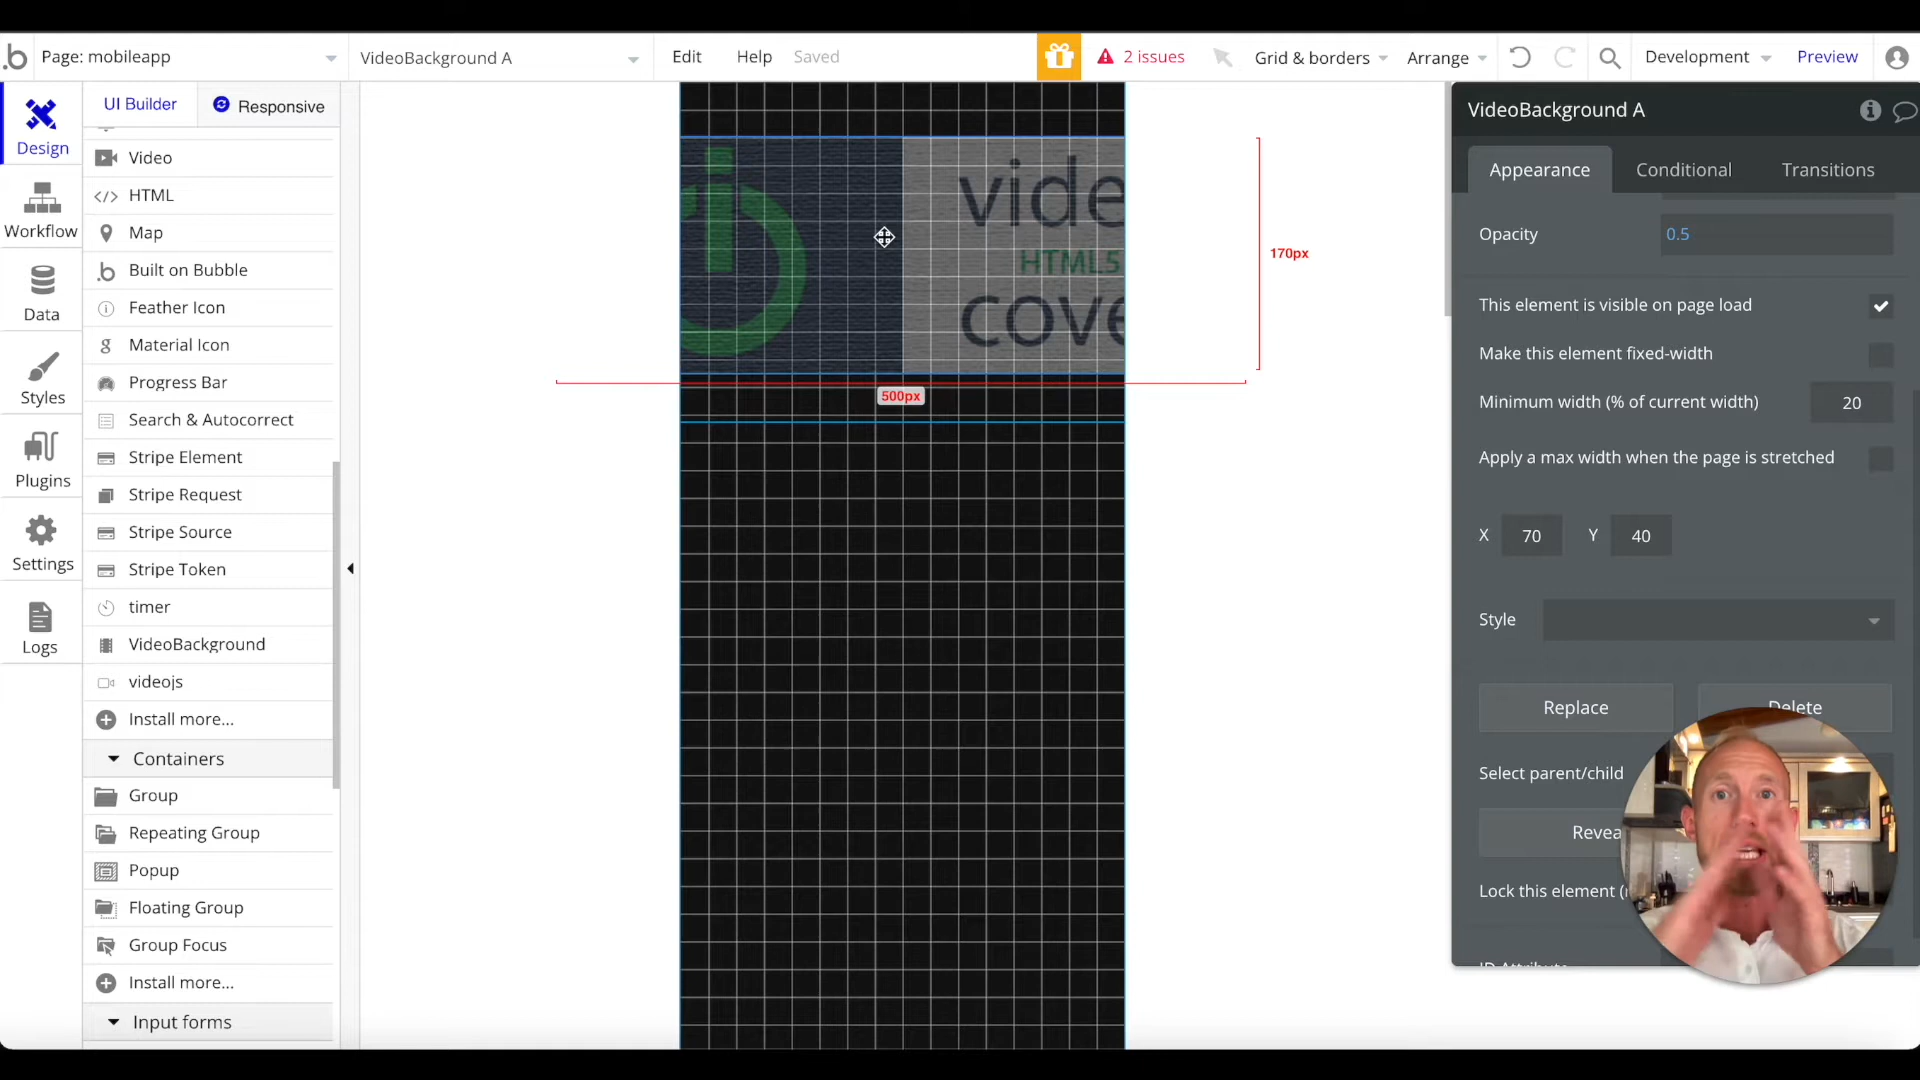 Page: mobileapp
VideoBackground A
Edit
Help
Saved
2 issues
Grid & borders
Arrange
Development
Preview
Design
Workflow
Data
Styles
Plugins
Settings
Logs
UI Builder
Responsive
Video
HTML
Map
Built on Bubble
Feather Icon
Material Icon
Progress Bar
Search & Autocorrect
Stripe Element
Stripe Request
Stripe Source
Stripe Token
timer
VideoBackground
videojs
Install more...
Containers
Group
Repeating Group
Popup
Floating Group
Group Focus
Install more...
Input forms
vide
HTML5
cove
170px
500px
VideoBackground A
Appearance
Conditional
Transitions
Opacity
0.5
This element is visible on page load
Make this element fixed-width
Minimum width (% of current width)
20
Apply a max width when the page is stretched
X
70
Y
40
Style
Replace
Delete
Select parent/child
Revea
Lock this element (
ID Attribute